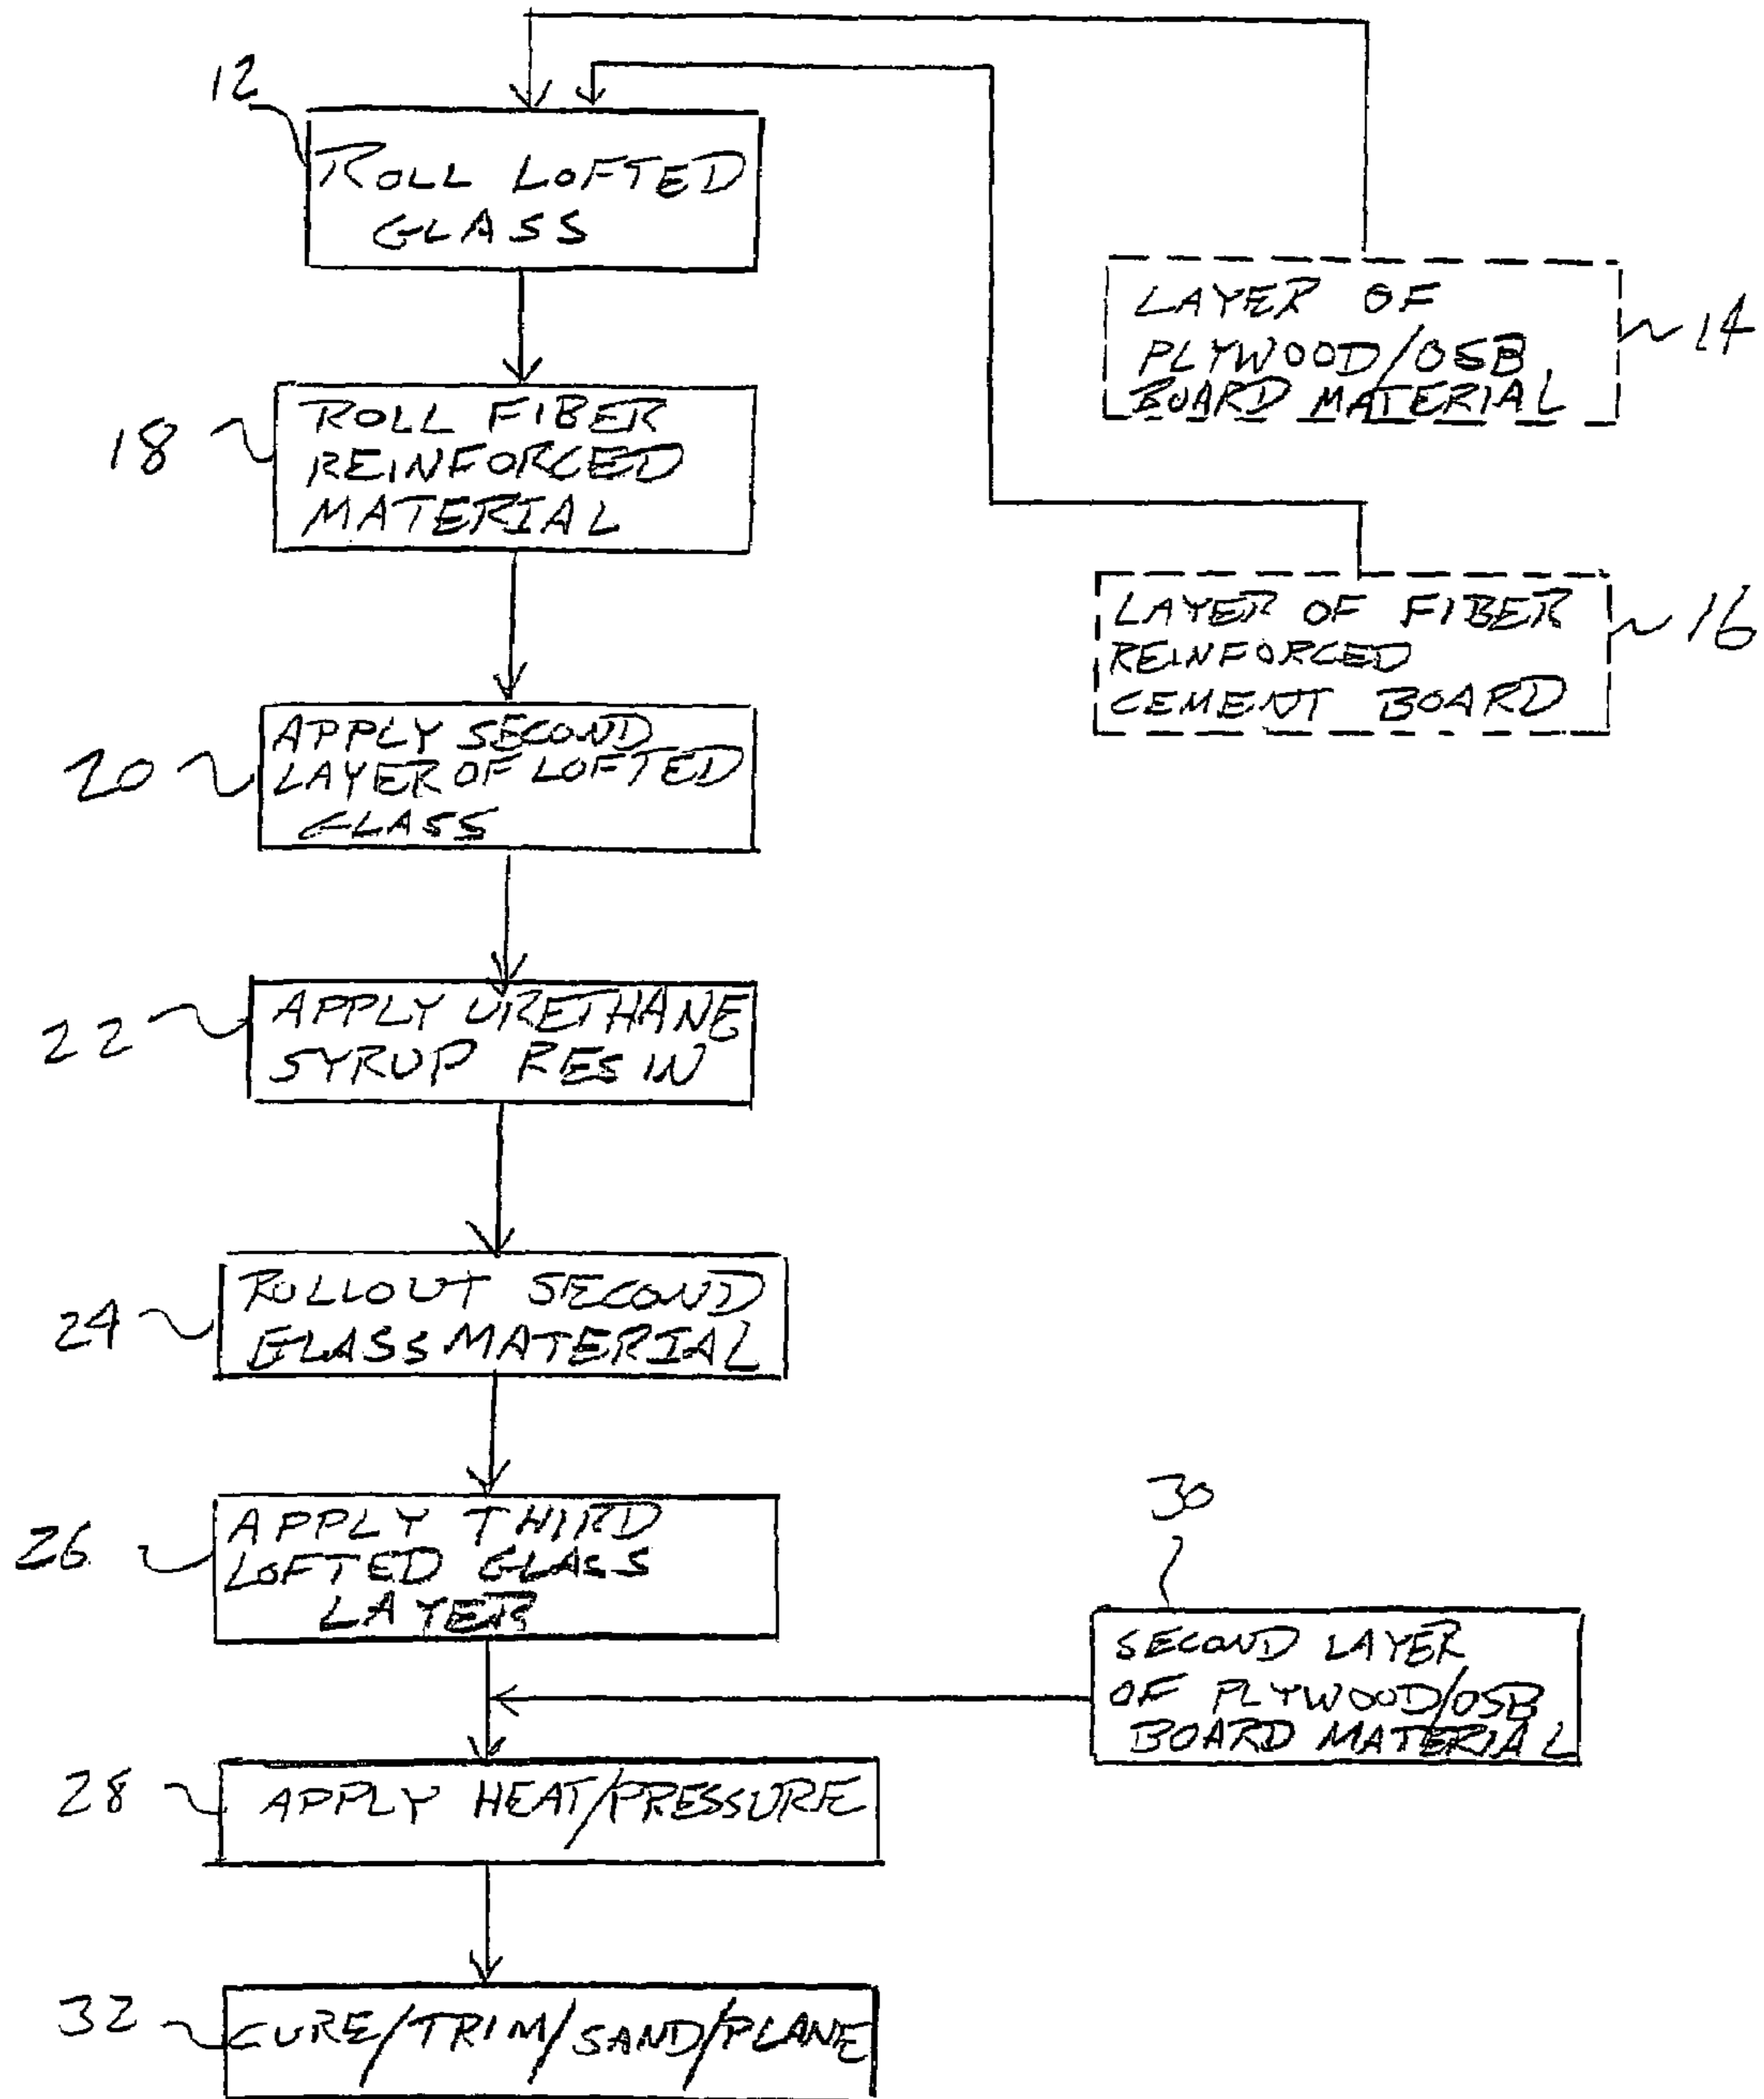 12
ROLL LOFTED
GLASS
LAYER OF
PLYWOOD/OSB
BOARD MATERIAL
14
18
ROLL FIBER
REINFORCED
MATERIAL
LAYER OF FIBER
REINFORCED
CEMENT BOARD
16
20
APPLY SECOND
LAYER OF LOFTED
GLASS
22
APPLY URETHANE
SYRUP RESIN
24
ROLLOUT SECOND
GLASS MATERIAL
26
APPLY THIRD
LOFTED GLASS
LAYER
30
SECOND LAYER
OF PLYWOOD/OSB
BOARD MATERIAL
28
APPLY HEAT/PRESSURE
32
CURE/TRIM/SAND/PLANE